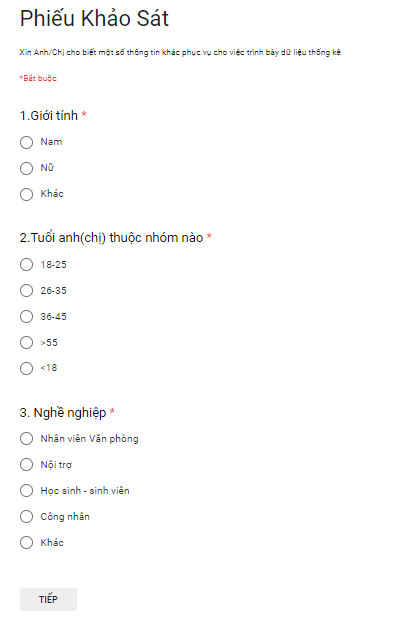 Phiếu Khảo Sát
Xin Anh/Chị cho biết một số thông tin khác phục vụ cho việc trình bày dữ liệu thống kê
*Bắt buộc
1.Giới tính *
Nam
Nữ
Khác
2.Tuổi anh(chị) thuộc nhóm nào *
18-25
26-35
36-45
>55
<18
3. Nghề nghiệp *
Nhân viên Văn phòng
Nội trợ
Học sinh - sinh viên
Công nhân
Khác
TIẾP